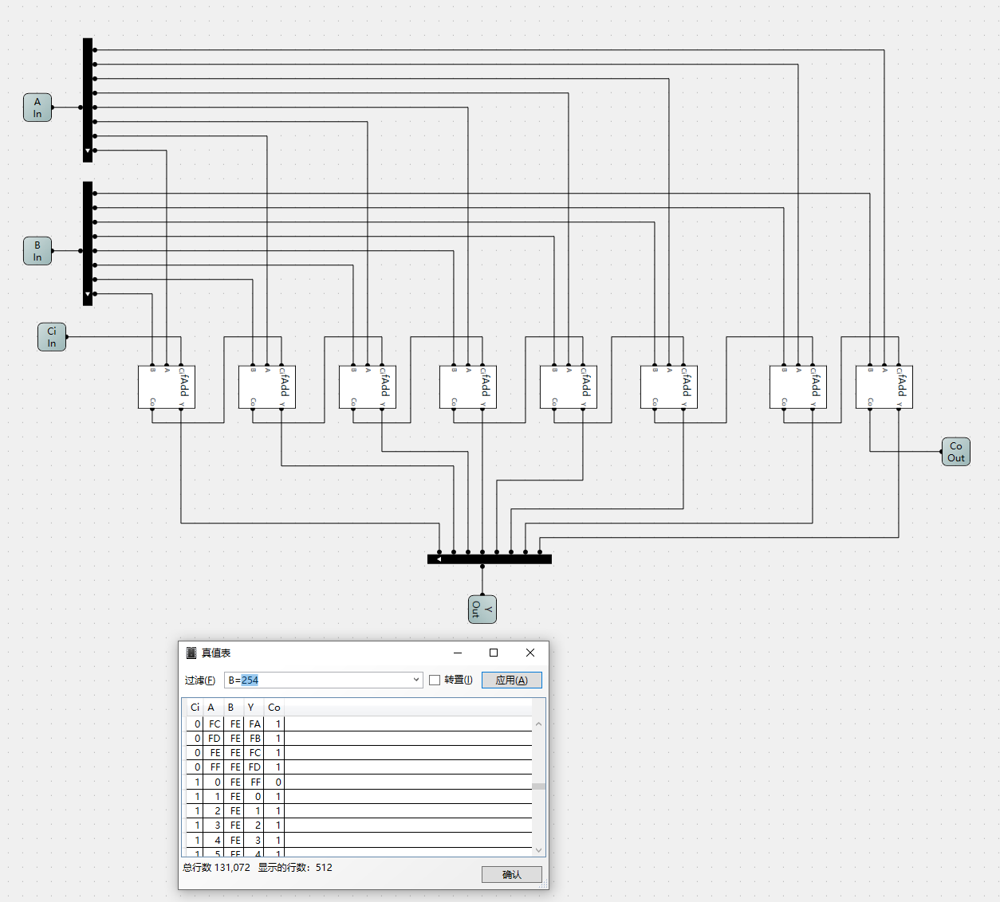 A
In
B
In
Ci
In
B A Ci fAdd Co Y
B A Ci fAdd Co Y
B A Ci fAdd Co Y
B A Ci fAdd Co Y
B A Ci fAdd Co Y
B A Ci fAdd Co Y
B A Ci fAdd Co Y
B A Ci fAdd Co Y
Co
Out
Y
Out
真值表
过滤(F) B=254 转置(I) 应用(A)
Ci A B Y Co
0 FC FE FA 1
0 FD FE FB 1
0 FE FE FC 1
0 FF FE FD 1
1 0 FE FF 0
1 1 FE 0 1
1 2 FE 1 1
1 3 FE 2 1
1 4 FE 3 1
1 5 FE 4 1
总行数 131,072 显示的行数：512
确认